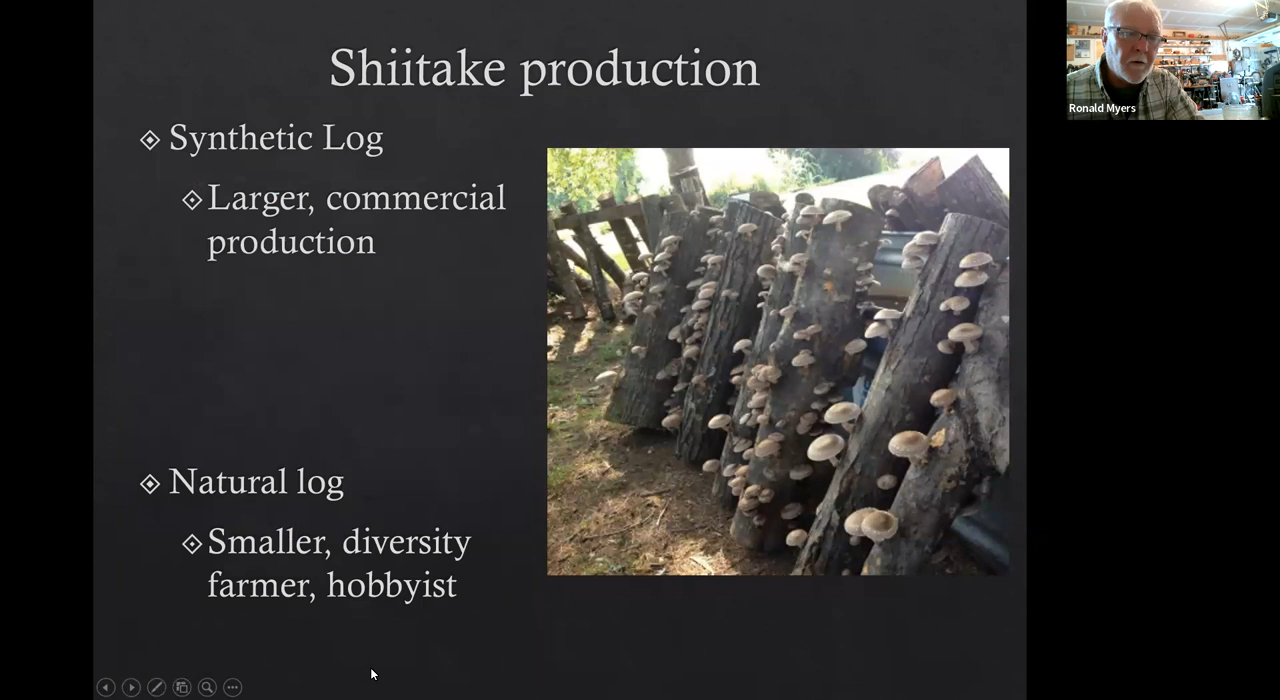 Shiitake production
Synthetic Log
Larger, commercial
production
Natural log
Smaller, diversity
farmer, hobbyist
Ronald Myers